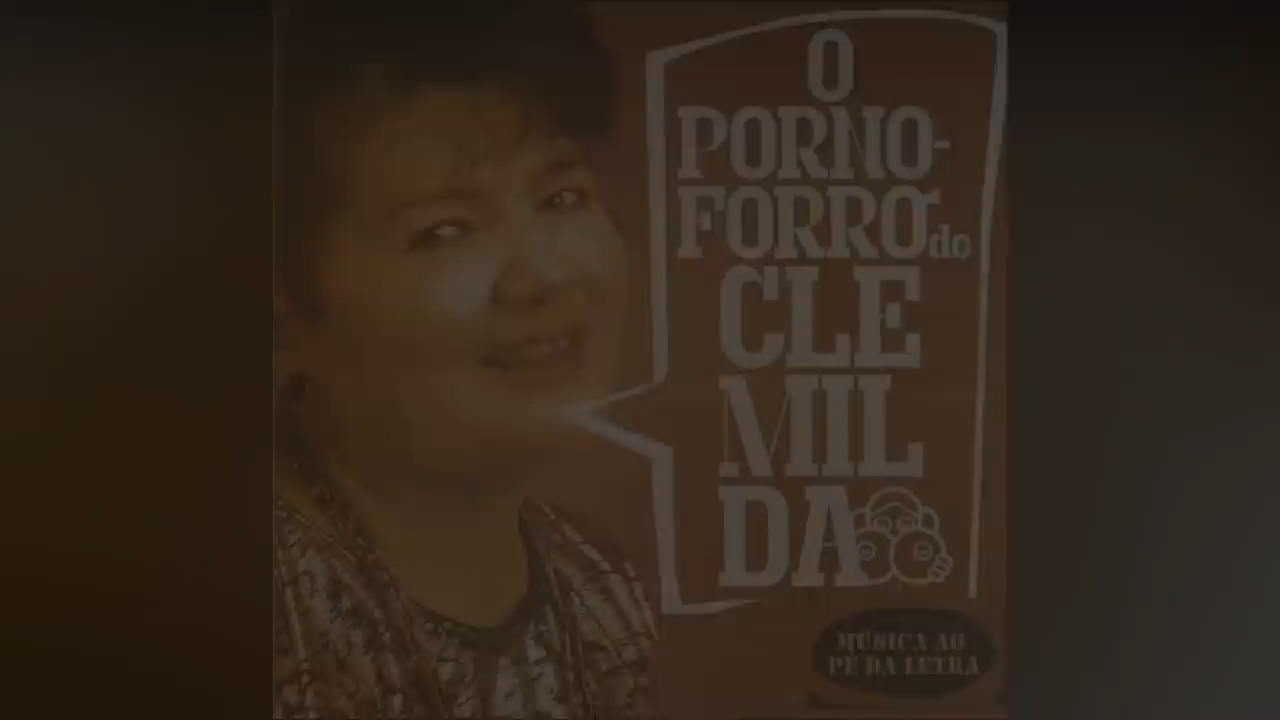 O
PORNO-
FORRÓ do
CLE
MIL
DA
MÚSICA AO
PÉ DA LETRA